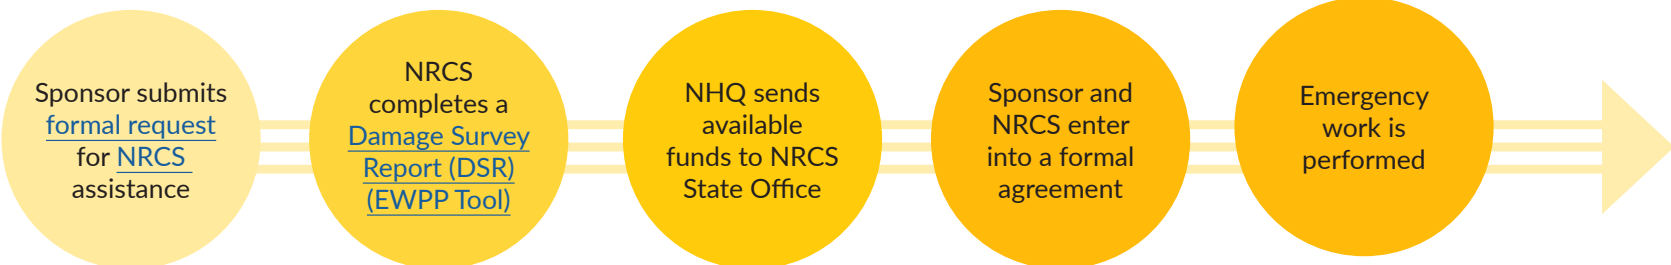 Sponsor submits
formal request
for NRCS
assistance
NRCS
completes a
Damage Survey
Report (DSR)
(EWPP Tool)
NHQ sends
available
funds to NRCS
State Office
Sponsor and
NRCS enter
into a formal
agreement
Emergency
work is
performed